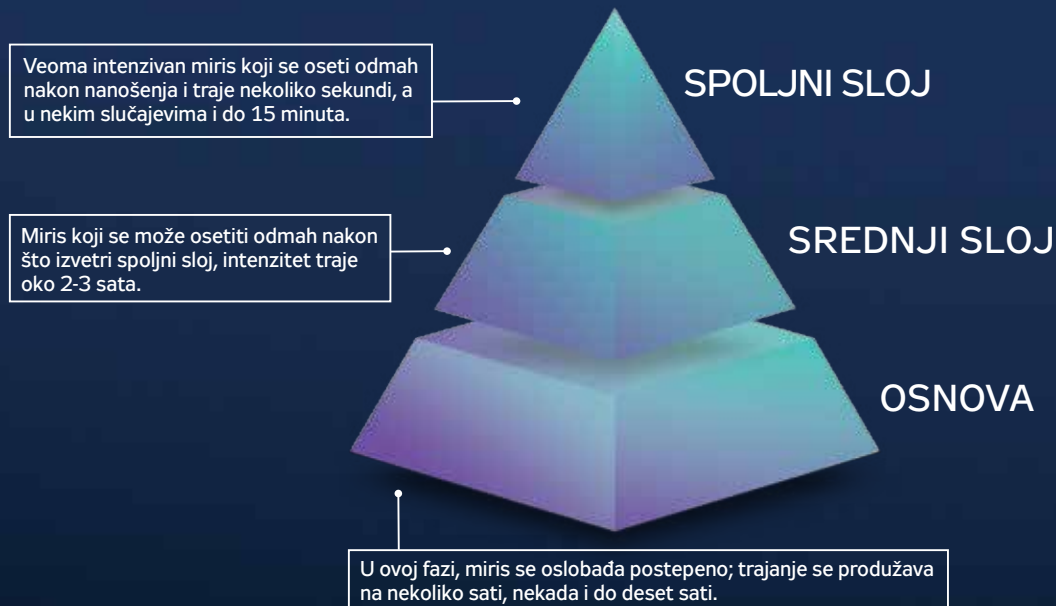 Veoma intenzivan miris koji se oseti odmah
nakon nanošenja i traje nekoliko sekundi, a
u nekim slučajevima i do 15 minuta.
SPOLJNI SLOJ
Miris koji se može osetiti odmah nakon
što izvetri spoljni sloj, intenzitet traje
oko 2-3 sata.
SREDNJI SLOJ
OSNOVA
U ovoj fazi, miris se oslobađa postepeno; trajanje se produžava
na nekoliko sati, nekada i do deset sati.